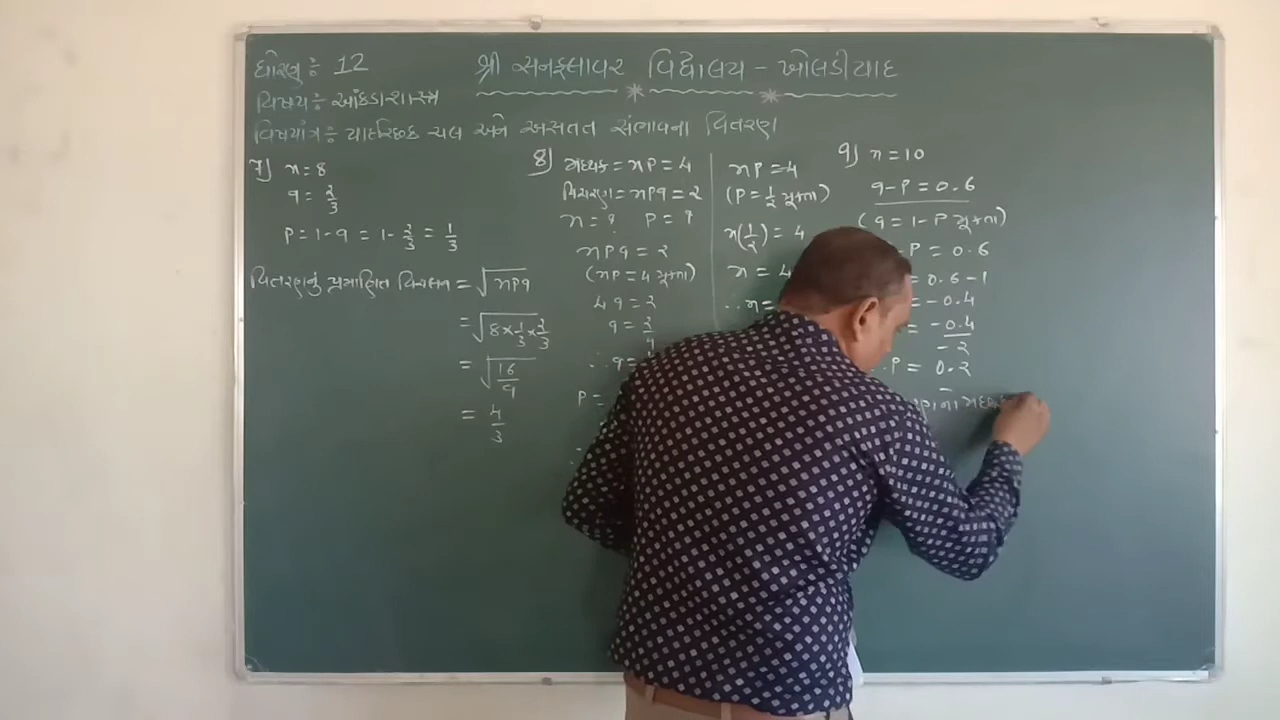 ધોરણ :- 12
શ્રી સનફલાવર વિદ્યાલય - ખોલડીયાદ
વિષય :- આંકડાશાસ્ત્ર
વિષયાંગ :- યાદચ્છિક ચલ અને અસતત સંભાવના વિતરણ
7) n = 8
q = 2/3
P = 1 - q = 1 - 2/3 = 1/3
વિતરણનું પ્રમાણિત વિચલન = √npq
= √8 × 1/3 × 2/3
= √16/9
= 4/3
8) મધ્યક = nP = 4
વિચરણ = nPq = 2
n = ? P = ?
nPq = 2
(nP = 4 મૂકતા)
4q = 2
q = 2/4
∴ q =
P =
nP = 4
(P = 1/2 મૂકતા)
n(1/2) = 4
n = 4
∴ n =
9) n = 10
q - P = 0.6
(q = 1 - P મૂકતા)
- P = 0.6
= 0.6 - 1
= -0.4
= -0.4/-2
∴ P = 0.2